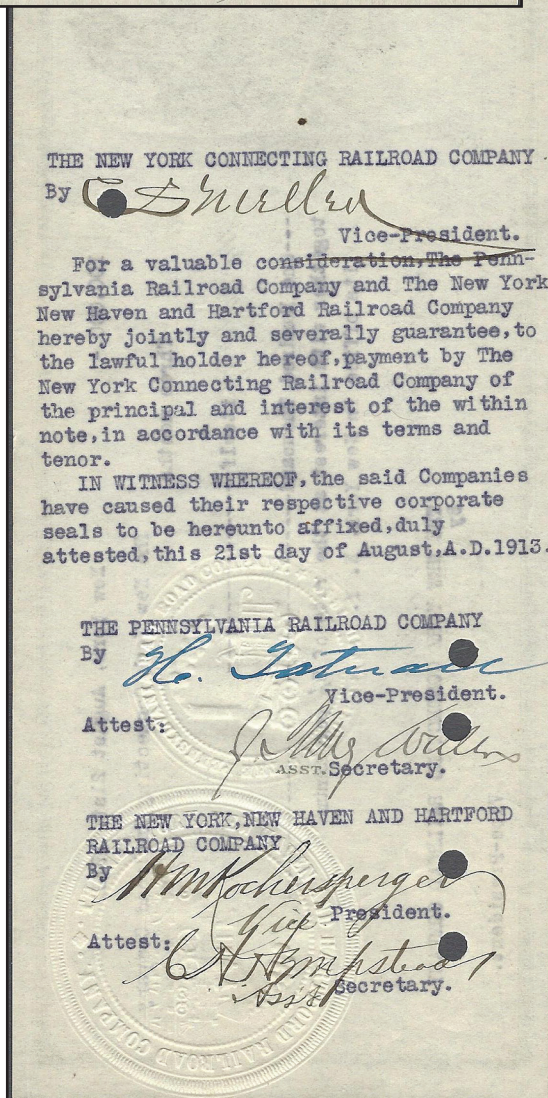 THE NEW YORK CONNECTING RAILROAD COMPANY
By
Vice-President.
For a valuable consideration,The Penn-
sylvania Railroad Company and The New York
New Haven and Hartford Railroad Company
hereby jointly and severally guarantee,to
the lawful holder hereof,payment by The
New York Connecting Railroad Company of
the principal and interest of the within
note,in accordance with its terms and
tenor.
IN WITNESS WHEREOF,the said Companies
have caused their respective corporate
seals to be hereunto affixed,duly
attested,this 21st day of August,A.D.1913.
THE PENNSYLVANIA RAILROAD COMPANY
By H. Tatnall
Vice-President.
Attest:
ASST. Secretary.
THE NEW YORK,NEW HAVEN AND HARTFORD
RAILROAD COMPANY
By HM Kochersperger
Vice President.
Attest:
Ass't Secretary.